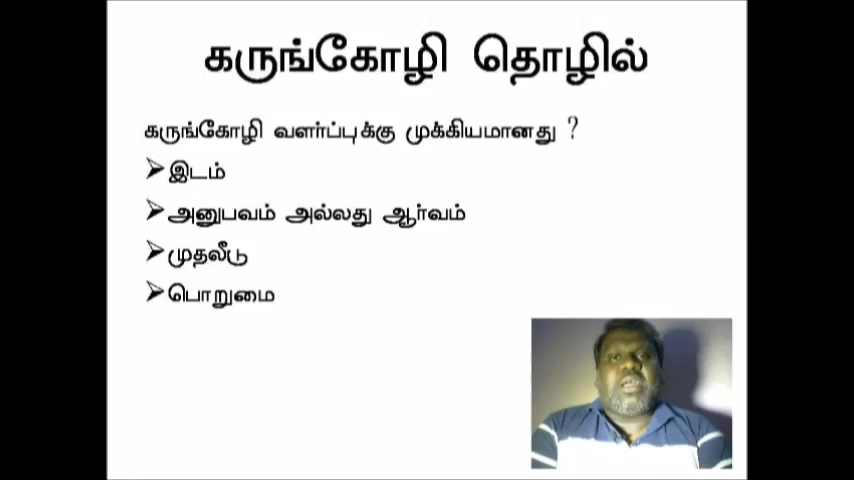 கருங்கோழி தொழில்
கருங்கோழி வளர்ப்புக்கு முக்கியமானது ?
இடம்
அனுபவம் அல்லது ஆர்வம்
முதலீடு
பொறுமை